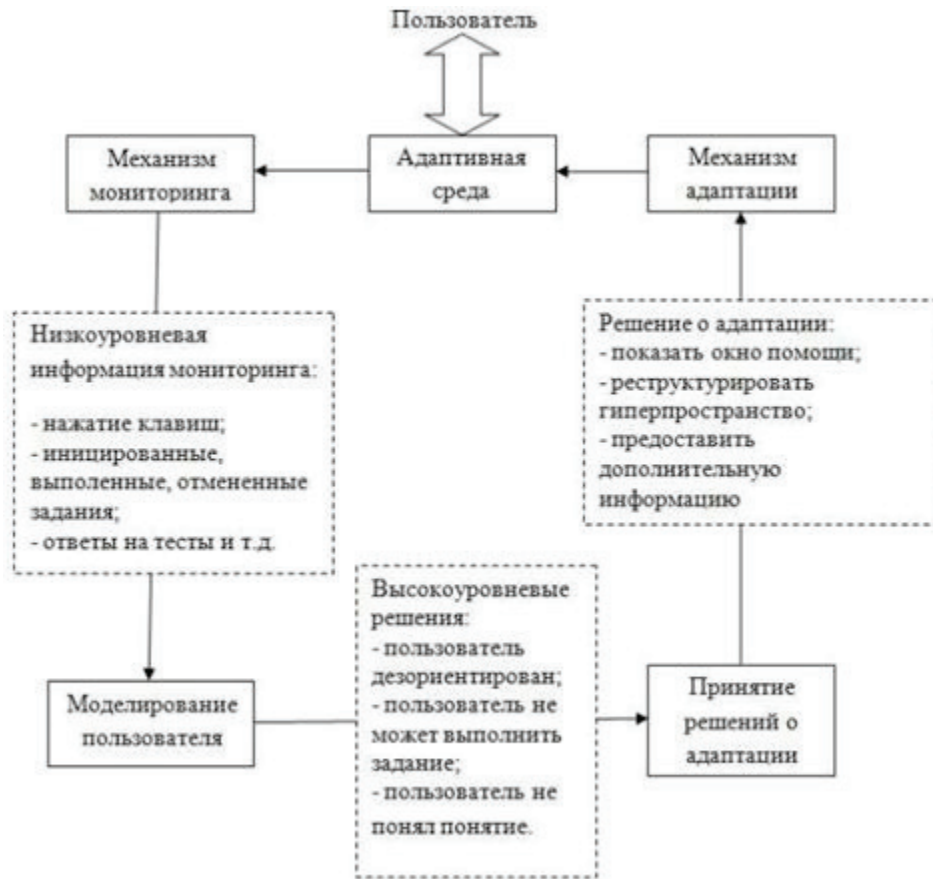 Пользователь
Механизм
мониторинга
Адаптивная
среда
Механизм
адаптации
Низкоуровневая
информация мониторинга:
- нажатие клавиш;
- иницированные,
выполенные, отмененные
задания;
- ответы на тесты и т.д.
Решение о адаптации:
- показать окно помощи;
- реструктурировать
гиперпространство;
- предоставить
дополнительную
информацию
Высокоуровневые
решения:
- пользователь
дезориентирован;
- пользователь не
может выполнить
задание;
- пользователь не
понял понятие.
Моделирование
пользователя
Принятие
решений о
адаптации